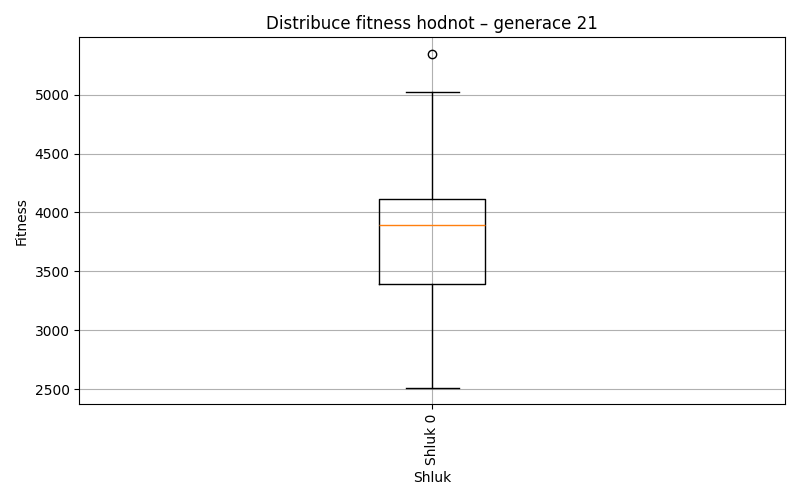 Distribuce fitness hodnot – generace 21
5000
4500
4000
3500
3000
2500
Fitness
Shluk 0
Shluk